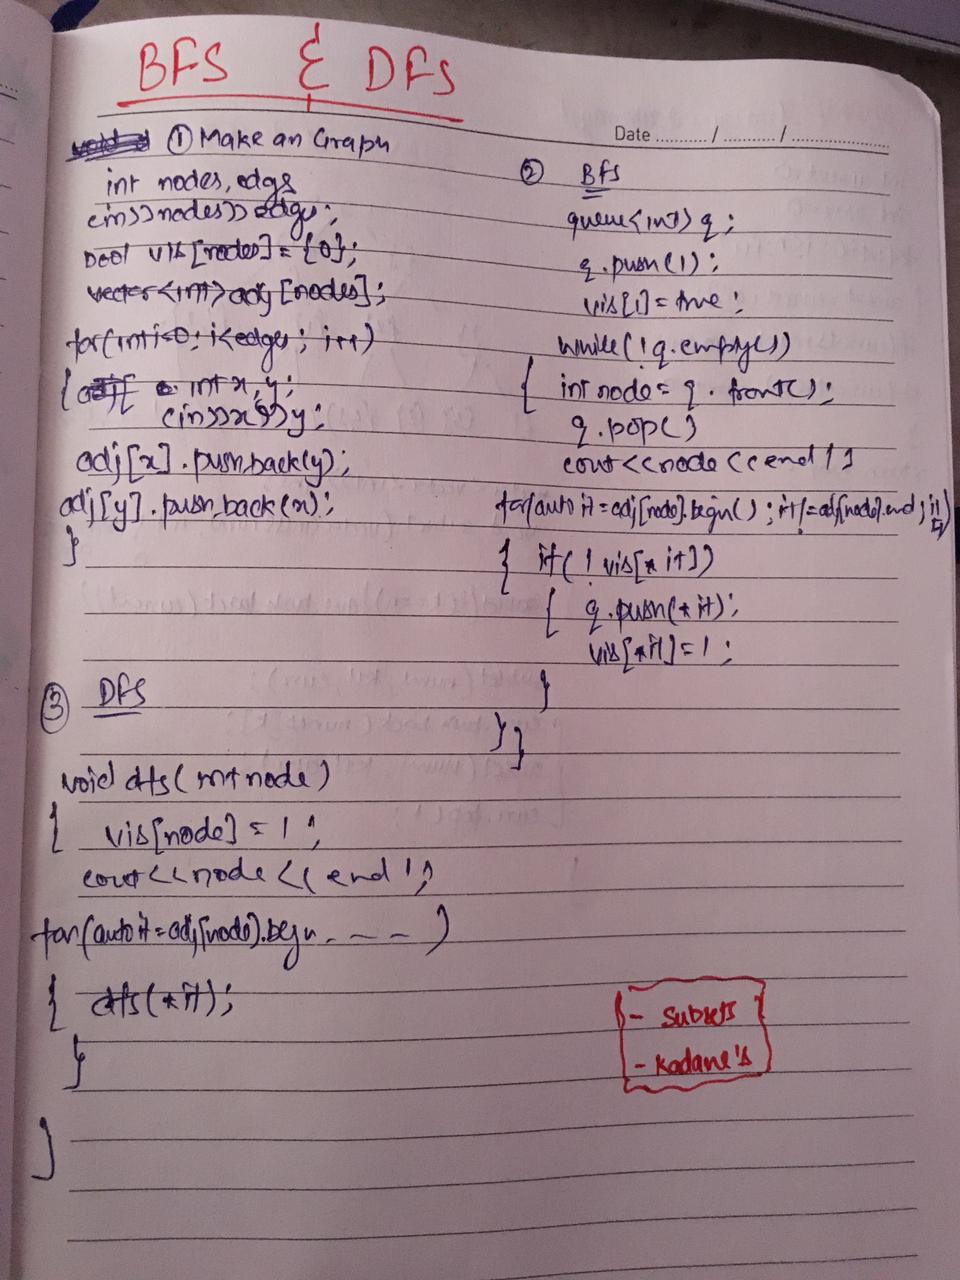 BFS & DFS
Date ........../........../....................
① Make an Graph
int nodes, edgs
cin>>nodes>> edges;
bool vis[nodes]={0};
vector<int> adj[nodes];
for(int i=0; i<edges; i++)
{ int x, y;
cin>>x>>y;
adj[x].push_back(y);
adj[y].push_back(x);
}
② BFS
queue<int> q;
q.push(1);
vis[1]=true;
while(!q.empty())
{ int node = q.front();
q.pop()
cout<<node<<endl;
for(auto it=adj[node].begin(); it!=adj[node].end; it
{ if(! vis[*it])
{ q.push(*it);
vis[*it]=1;
}
}}
③ DFS
void dfs(int node)
{ vis[node] = 1;
cout<<node<<endl;
for(auto it=adj[node].begin - - - )
{ dfs(*it);
}
}
- Subsets
- Kadane's